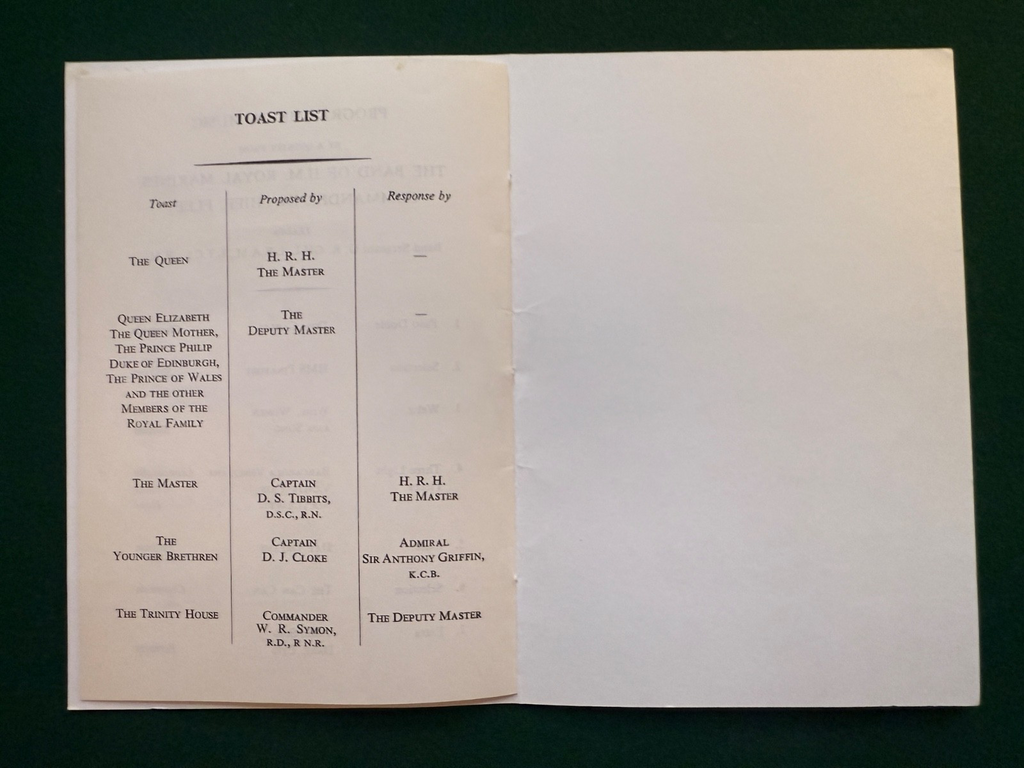 TOAST LIST
Toast Proposed by Response by
THE QUEEN H. R. H. —
THE MASTER
QUEEN ELIZABETH THE —
THE QUEEN MOTHER, DEPUTY MASTER
THE PRINCE PHILIP
DUKE OF EDINBURGH,
THE PRINCE OF WALES
AND THE OTHER
MEMBERS OF THE
ROYAL FAMILY
THE MASTER CAPTAIN H. R. H.
D. S. TIBBITS, THE MASTER
D.S.C., R.N.
THE CAPTAIN ADMIRAL
YOUNGER BRETHREN D. J. CLOKE SIR ANTHONY GRIFFIN,
K.C.B.
THE TRINITY HOUSE COMMANDER THE DEPUTY MASTER
W. R. SYMON,
R.D., R N.R.